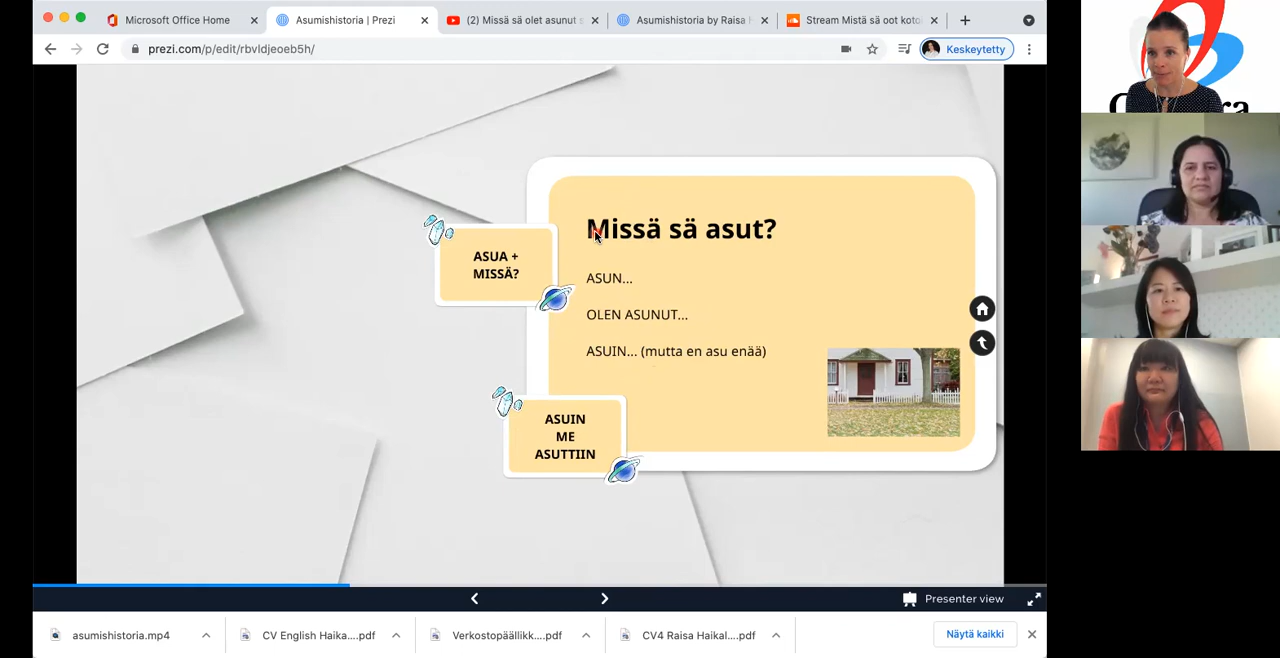 Microsoft Office Home
Asumishistoria | Prezi
(2) Missä sä olet asunut
Asumishistoria by Raisa
Stream Mistä sä oot koto
prezi.com/p/edit/rbvldjeoeb5h/
Keskeytetty
Missä sä asut?
ASUA +
MISSÄ?
ASUN...
OLEN ASUNUT...
ASUIN... (mutta en asu enää)
ASUIN
ME
ASUTTIIN
Presenter view
asumishistoria.mp4
CV English Haika....pdf
Verkostopäällikk....pdf
CV4 Raisa Haikal....pdf
Näytä kaikki